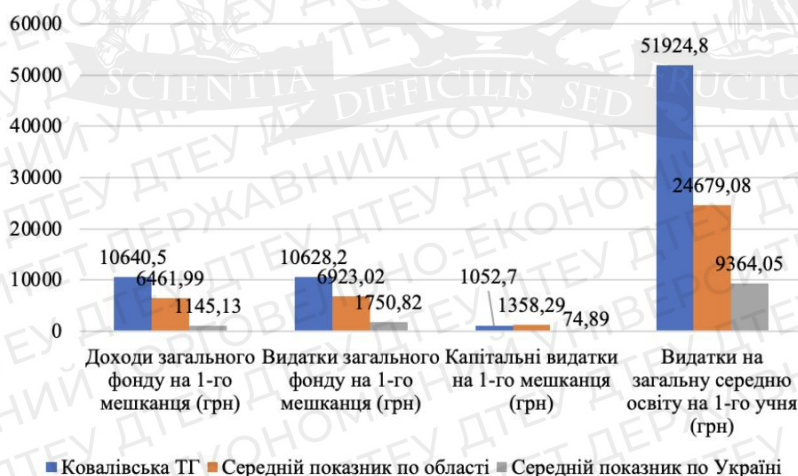 60000
50000
40000
30000
20000
10000
0
51924,8
24679,08
9364,05
10640,5
6461,99
1145,13
10628,2
6923,02
1750,82
1052,7
1358,29
74,89
Доходи загального
фонду на 1-го
мешканця (грн)
Видатки загального
фонду на 1-го
мешканця (грн)
Капітальні видатки
на 1-го мешканця
(грн)
Видатки на
загальну середню
освіту на 1-го учня
(грн)
Ковалівська ТГ Середній показник по області Середній показник по Україні
SCIENTIA DIFFICILIS SED